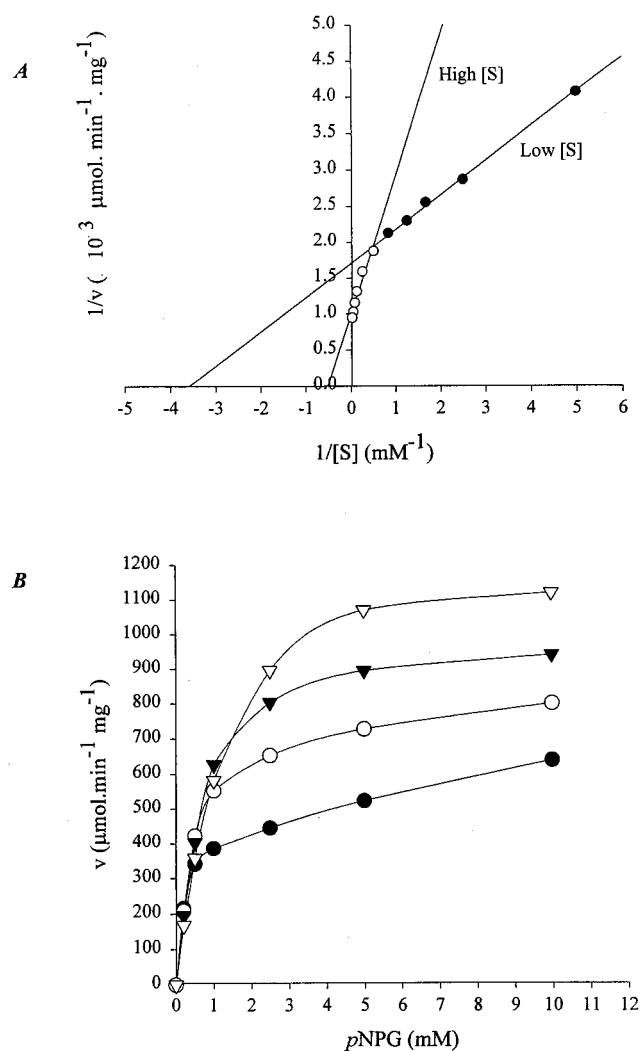 A
1/v ( 10⁻³ μmol. min⁻¹. mg⁻¹)
5.0
4.5
4.0
3.5
3.0
2.5
2.0
1.5
1.0
0.5
0.0
High [S]
Low [S]
-5 -4 -3 -2 -1 0 1 2 3 4 5 6
1/[S] (mM⁻¹)
B
v (μmol.min⁻¹ mg⁻¹)
1200
1100
1000
900
800
700
600
500
400
300
200
100
0
0 1 2 3 4 5 6 7 8 9 10 11 12
pNPG (mM)